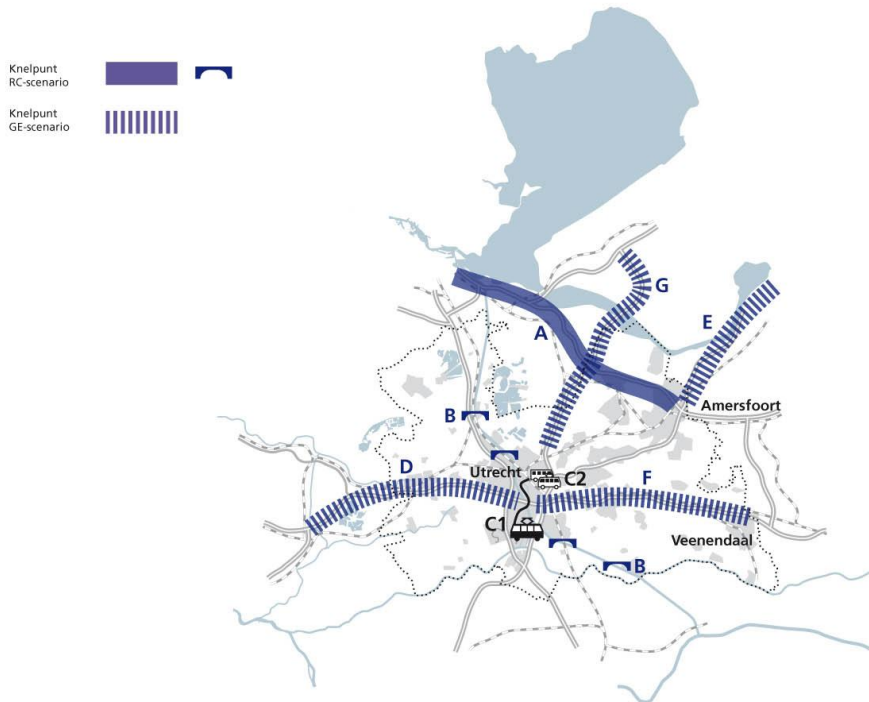 Knelpunt
RC-scenario
Knelpunt
GE-scenario
G
E
A
Amersfoort
B
Utrecht
C2
D
F
C1
Veenendaal
B